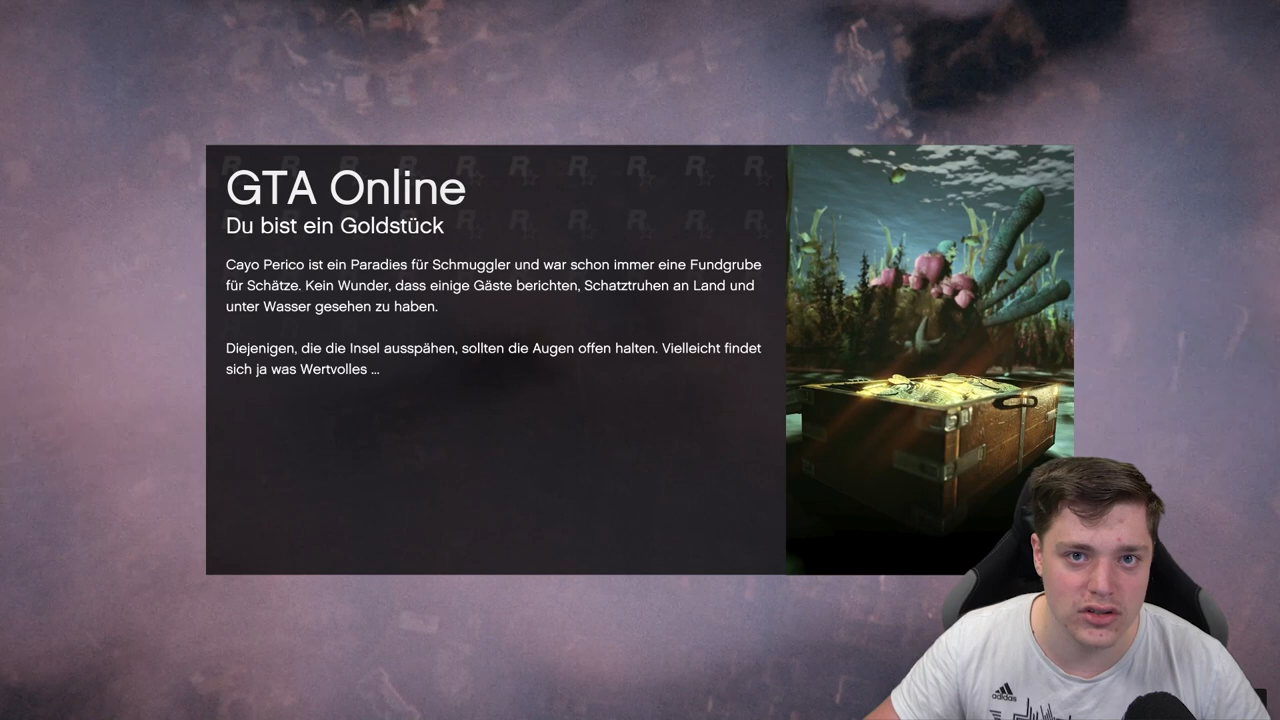 GTA Online
Du bist ein Goldstück
Cayo Perico ist ein Paradies für Schmuggler und war schon immer eine Fundgrube
für Schätze. Kein Wunder, dass einige Gäste berichten, Schatztruhen an Land und
unter Wasser gesehen zu haben.
Diejenigen, die die Insel ausspähen, sollten die Augen offen halten. Vielleicht findet
sich ja was Wertvolles ...
adidas